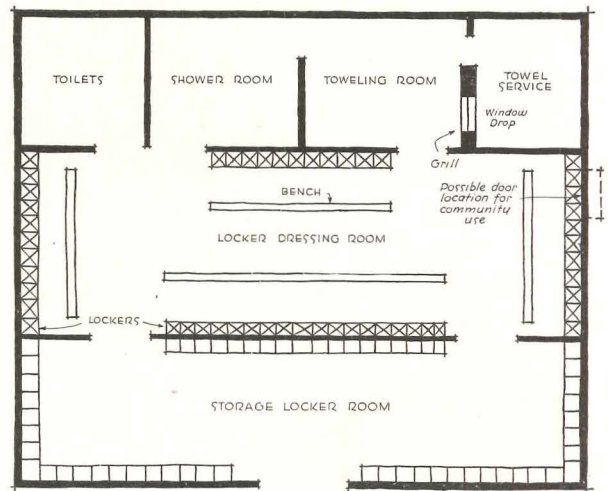 TOILETS
SHOWER ROOM
TOWELING ROOM
TOWEL
SERVICE
Window
Drop
Grill
BENCH
Possible door
location for
community
use
LOCKER DRESSING ROOM
LOCKERS
STORAGE LOCKER ROOM